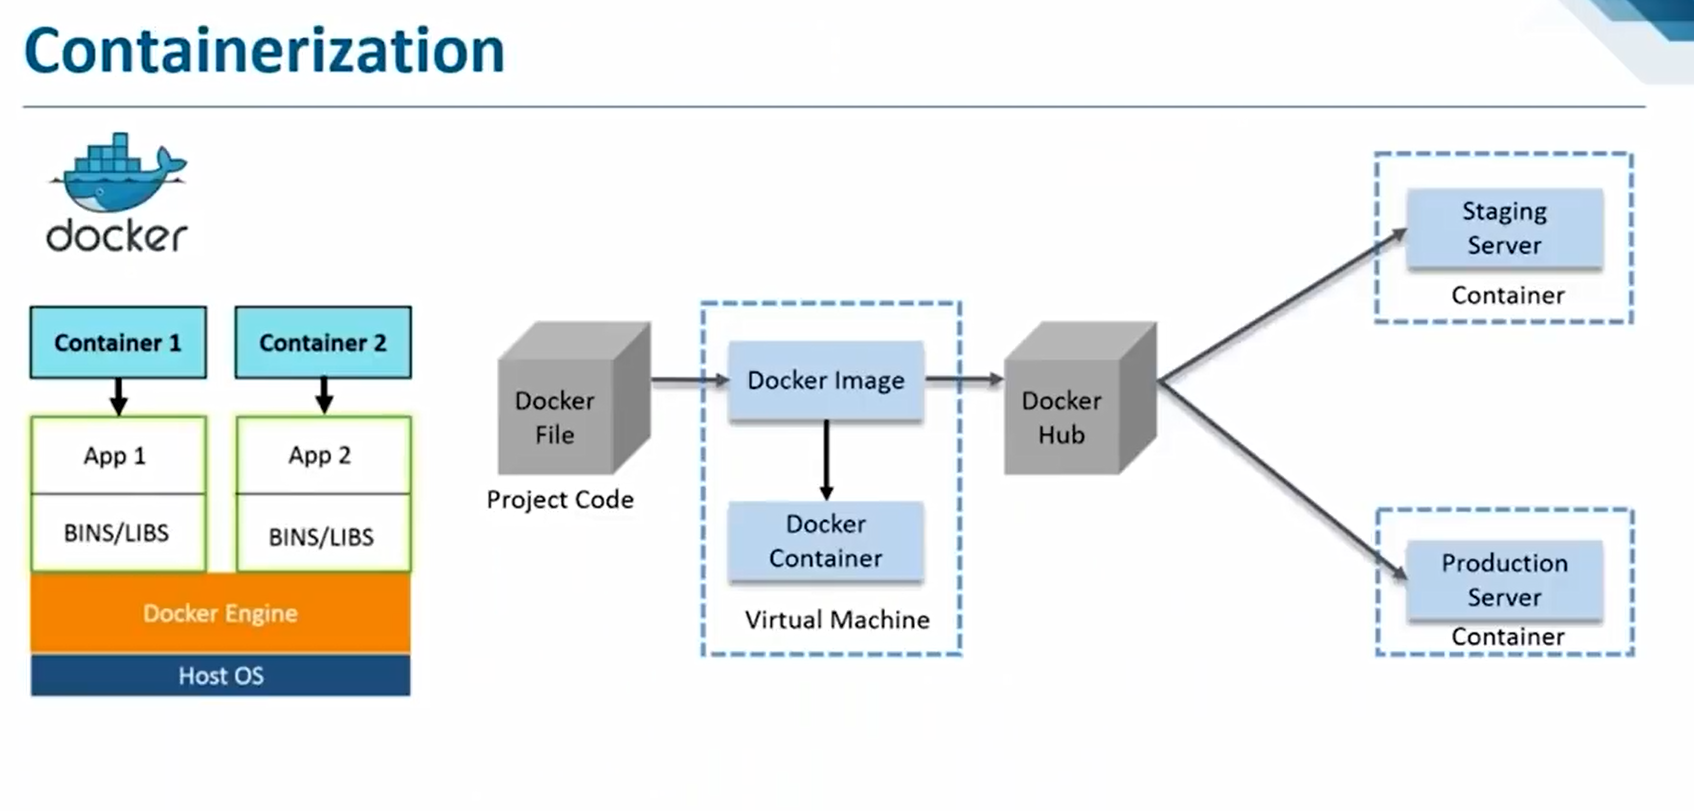 Containerization
docker
Container 1
Container 2
App 1
App 2
BINS/LIBS
BINS/LIBS
Docker Engine
Host OS
Docker
File
Project Code
Docker Image
Docker
Container
Virtual Machine
Docker
Hub
Staging
Server
Container
Production
Server
Container